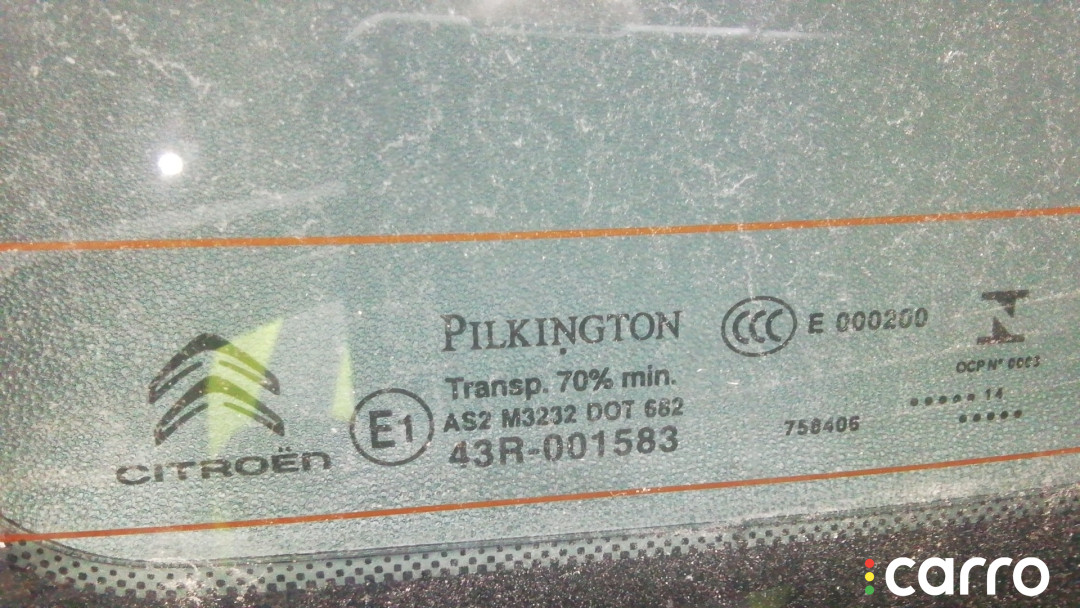 CITROËN
PILKINGTON
Transp. 70% min.
E1
AS2 M3232 DOT 682
43R-001583
CCC E 000200
OCP Nº 0003
758406
••••• 14
•••••
carro